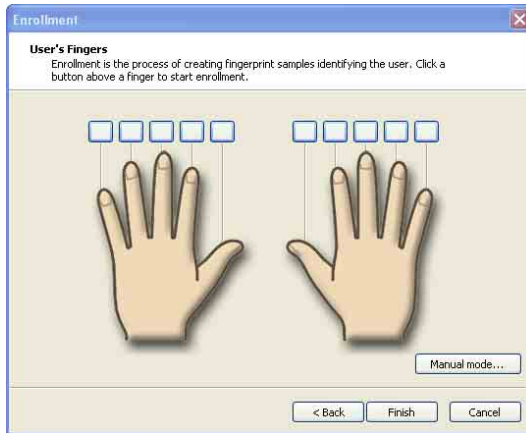 Enrollment
User's Fingers
Enrollment is the process of creating fingerprint samples identifying the user. Click a
button above a finger to start enrollment.
Manual mode...
< Back
Finish
Cancel